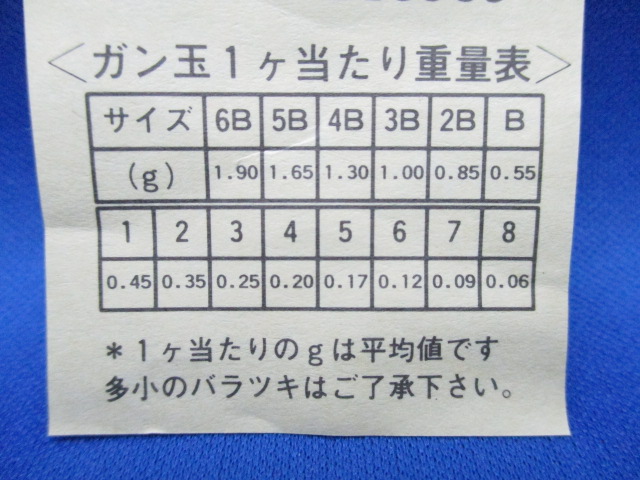 ＜ガン玉１ヶ当たり重量表＞
サイズ 6B 5B 4B 3B 2B B
(g) 1.90 1.65 1.30 1.00 0.85 0.55
1 2 3 4 5 6 7 8
0.45 0.35 0.25 0.20 0.17 0.12 0.09 0.06
＊１ヶ当たりのｇは平均値です
多小のバラツキはご了承下さい。